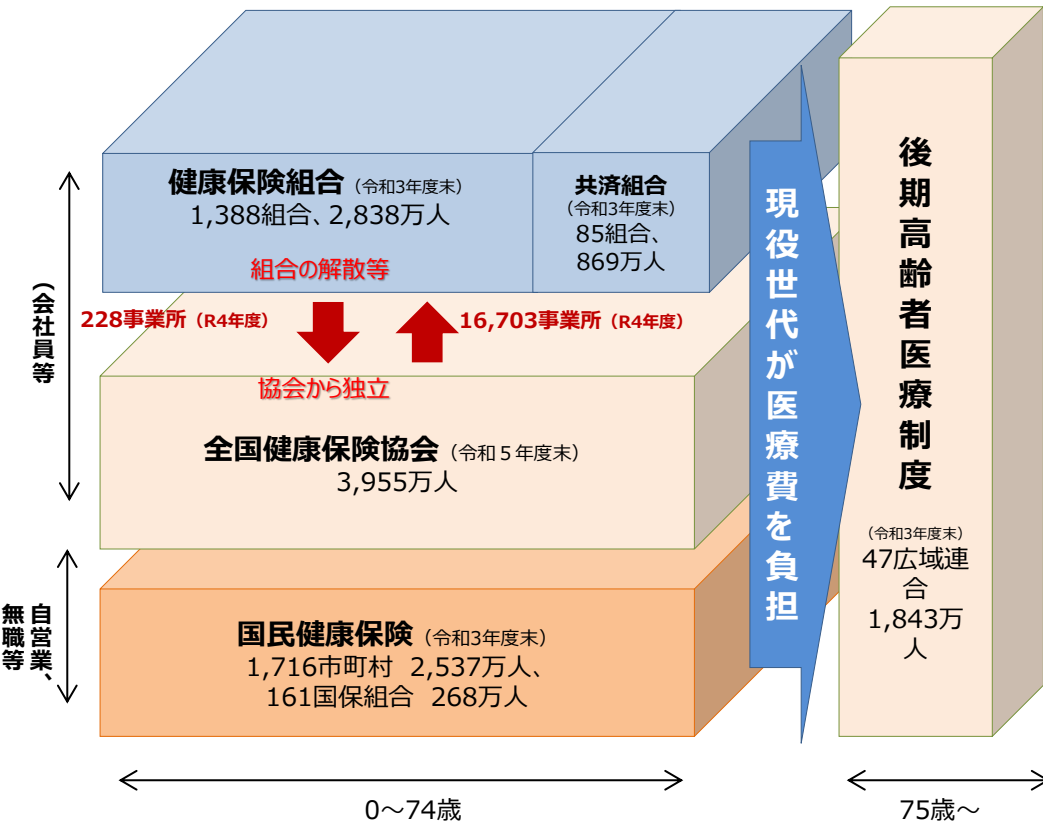 健康保険組合（令和3年度末）
1,388組合、2,838万人
共済組合
（令和3年度末）
85組合、
869万人
組合の解散等
228事業所（R4年度）
16,703事業所（R4年度）
協会から独立
（会社員等
全国健康保険協会（令和５年度末）
3,955万人
自営業、
無職等
国民健康保険（令和3年度末）
1,716市町村 2,537万人、
161国保組合 268万人
現役世代が医療費を負担
後期高齢者医療制度
（令和3年度末）
47広域連
合
1,843万
人
0～74歳
75歳～